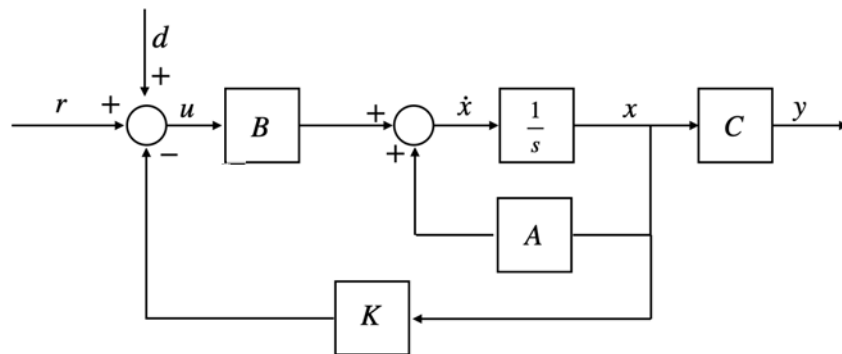 d
+
r + u B + ẋ 1/s x C y
− +
A
K